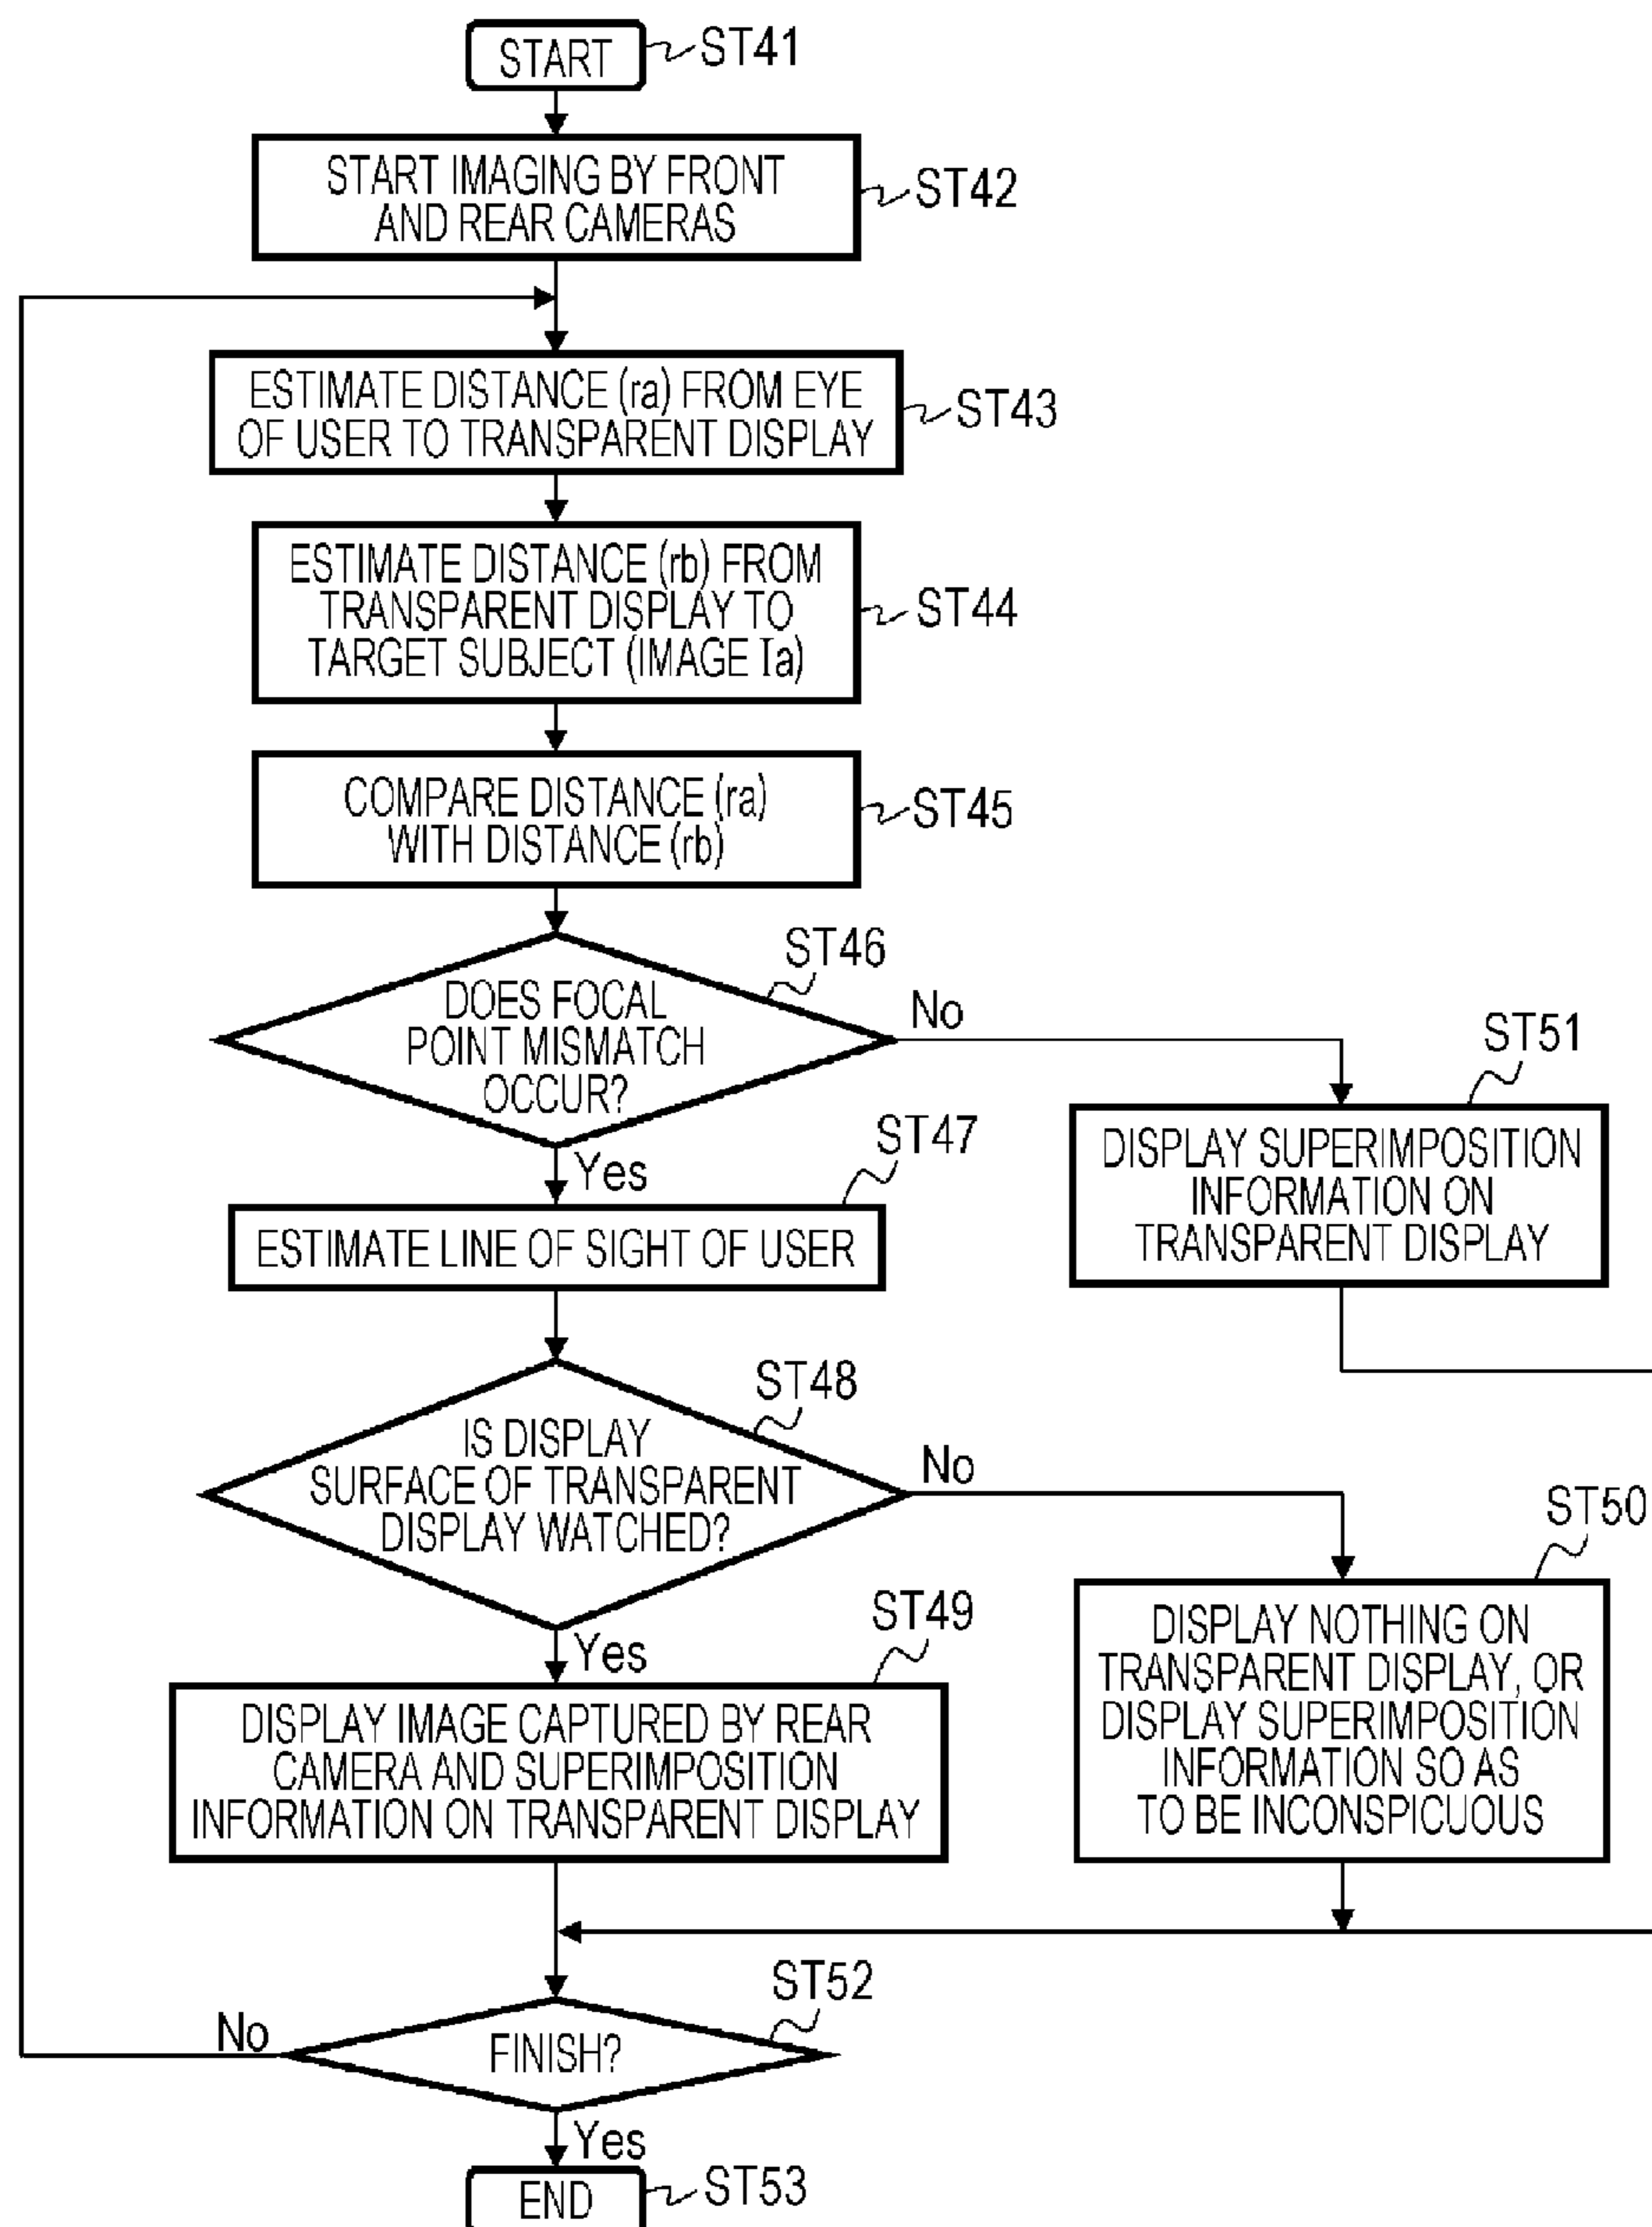 START
ST41
START IMAGING BY FRONT
AND REAR CAMERAS
ST42
ESTIMATE DISTANCE (ra) FROM EYE
OF USER TO TRANSPARENT DISPLAY
ST43
ESTIMATE DISTANCE (rb) FROM
TRANSPARENT DISPLAY TO
TARGET SUBJECT (IMAGE Ia)
ST44
COMPARE DISTANCE (ra)
WITH DISTANCE (rb)
ST45
ST46
DOES FOCAL
POINT MISMATCH
OCCUR?
No
Yes
ST51
DISPLAY SUPERIMPOSITION
INFORMATION ON
TRANSPARENT DISPLAY
ST47
ESTIMATE LINE OF SIGHT OF USER
ST48
IS DISPLAY
SURFACE OF TRANSPARENT
DISPLAY WATCHED?
No
Yes
ST50
DISPLAY NOTHING ON
TRANSPARENT DISPLAY, OR
DISPLAY SUPERIMPOSITION
INFORMATION SO AS
TO BE INCONSPICUOUS
ST49
DISPLAY IMAGE CAPTURED BY REAR
CAMERA AND SUPERIMPOSITION
INFORMATION ON TRANSPARENT DISPLAY
ST52
FINISH?
No
Yes
END
ST53